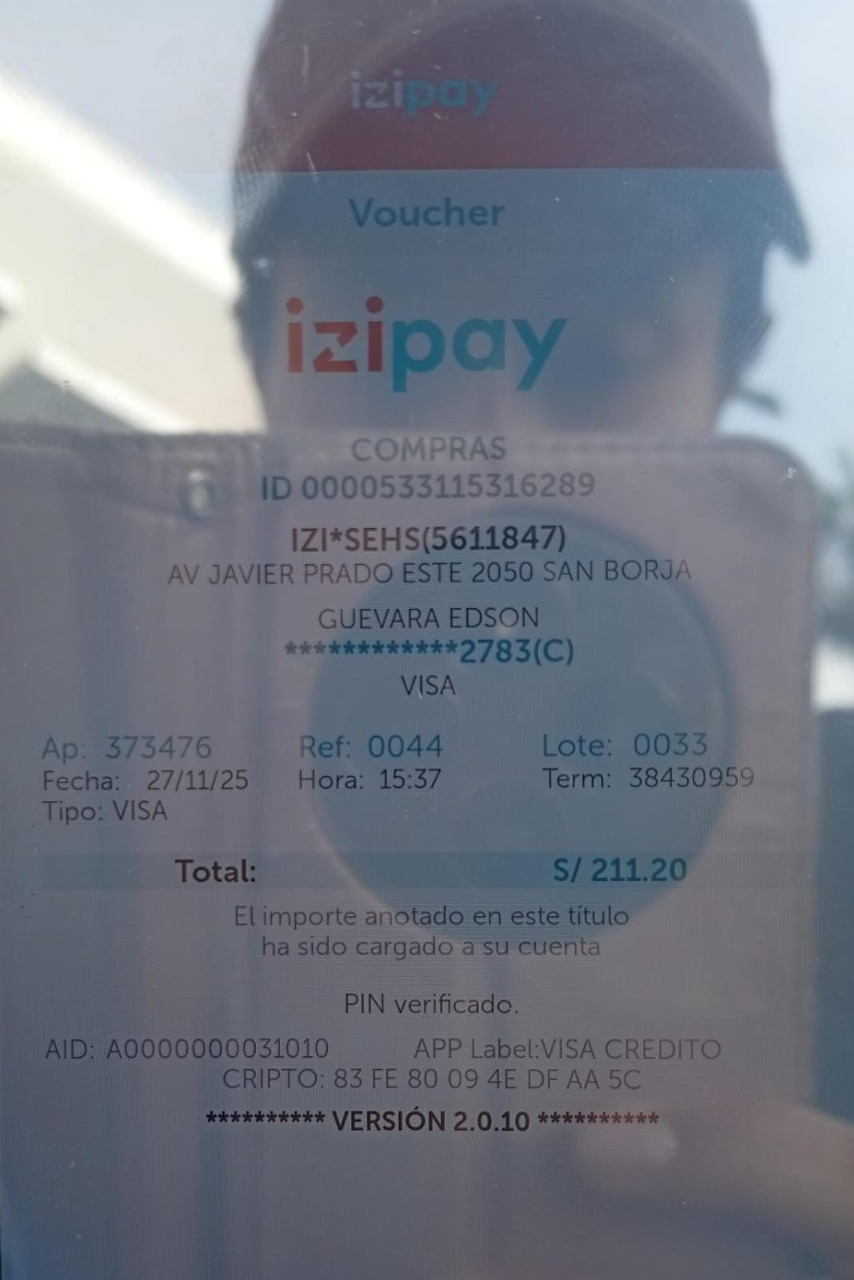 izipay
Voucher
izipay
COMPRAS
ID 0000533115316289
IZI*SEHS(5611847)
AV JAVIER PRADO ESTE 2050 SAN BORJA
GUEVARA EDSON
************2783(C)
VISA
Ap: 373476 Ref: 0044 Lote: 0033
Fecha: 27/11/25 Hora: 15:37 Term: 38430959
Tipo: VISA
Total: S/ 211.20
El importe anotado en este título
ha sido cargado a su cuenta
PIN verificado.
AID: A0000000031010 APP Label:VISA CREDITO
CRIPTO: 83 FE 80 09 4E DF AA 5C
********** VERSIÓN 2.0.10 **********